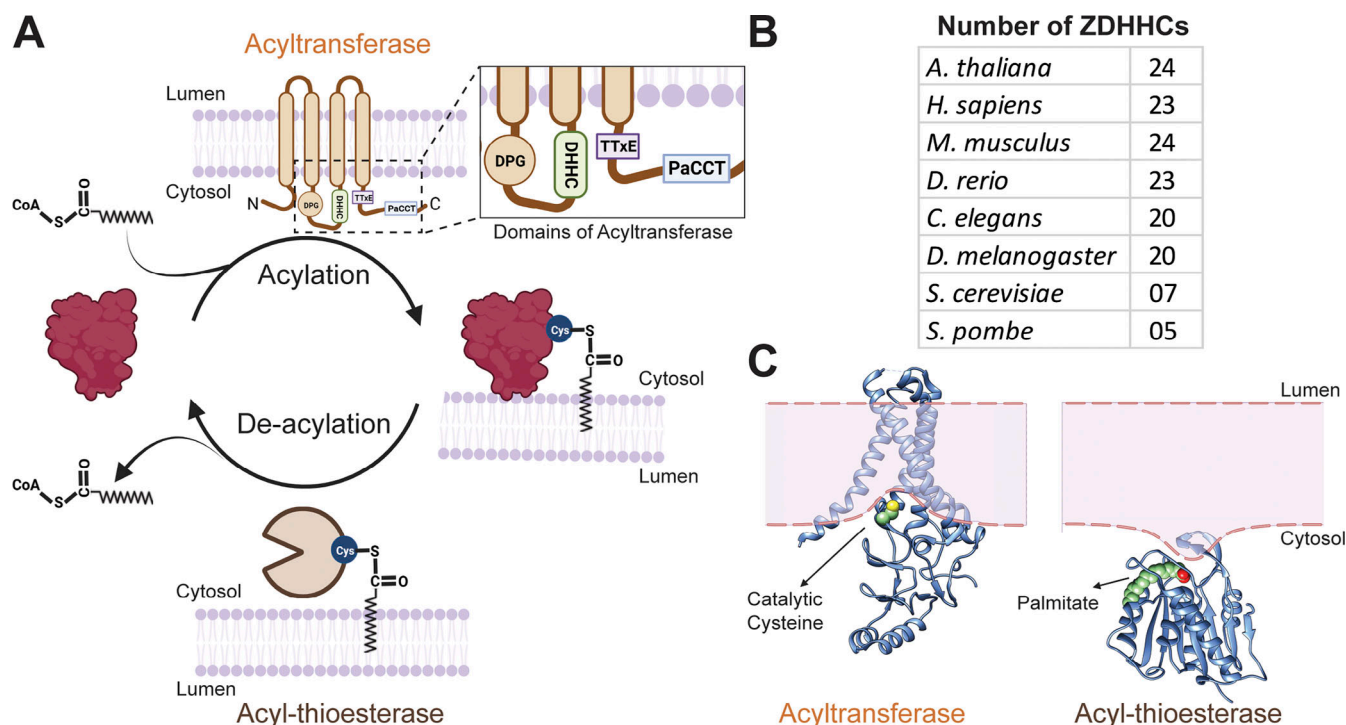 A
Acyltransferase
Lumen
Cytosol
N
DPG
DHHC
TTxE
PaCCT
C
DPG
DHHC
TTxE
PaCCT
Domains of Acyltransferase
CoA
S
C
O
Acylation
Cys
S
C
O
Cytosol
Lumen
De-acylation
CoA
S
C
O
Cys
S
C
O
Cytosol
Lumen
Acyl-thioesterase
B
Number of ZDHHCs
A. thaliana 24
H. sapiens 23
M. musculus 24
D. rerio 23
C. elegans 20
D. melanogaster 20
S. cerevisiae 07
S. pombe 05
C
Lumen
Cytosol
Catalytic
Cysteine
Palmitate
Acyltransferase
Acyl-thioesterase